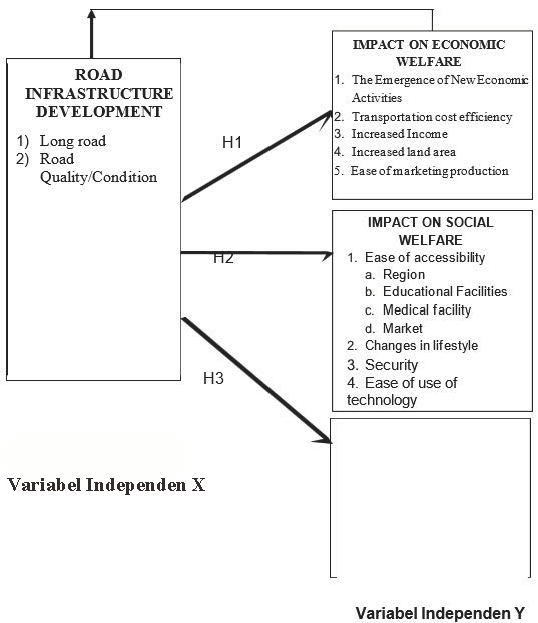 ROAD
INFRASTRUCTURE
DEVELOPMENT
1) Long road
2) Road
Quality/Condition
H1
H2
H3
IMPACT ON ECONOMIC
WELFARE
1. The Emergence of New Economic
Activities
2. Transportation cost efficiency
3. Increased Income
4. Increased land area
5. Ease of marketing production
IMPACT ON SOCIAL
WELFARE
1. Ease of accessibility
a. Region
b. Educational Facilities
c. Medical facility
d. Market
2. Changes in lifestyle
3. Security
4. Ease of use of
technology
Variabel Independen X
Variabel Independen Y